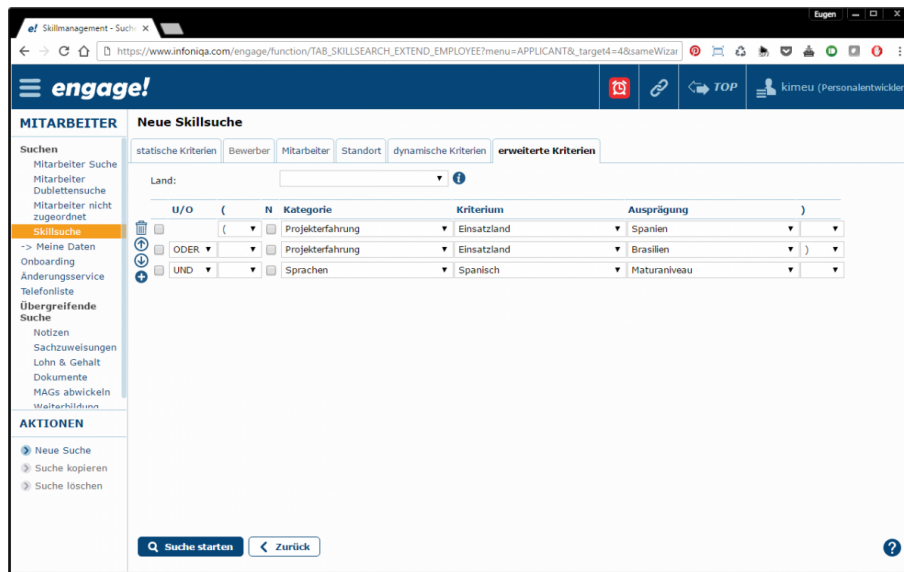 Eugen
e! Skillmanagement - Such
https://www.infoniqa.com/engage/function/TAB_SKILLSEARCH_EXTEND_EMPLOYEE?menu=APPLICANT&_target4=4&sameWizar
engage!
TOP
kimeu (Personalentwickler
MITARBEITER
Suchen
Mitarbeiter Suche
Mitarbeiter
Dublettensuche
Mitarbeiter nicht
zugeordnet
Skillsuche
-> Meine Daten
Onboarding
Änderungsservice
Telefonliste
Übergreifende
Suche
Notizen
Sachzuweisungen
Lohn & Gehalt
Dokumente
MAGs abwickeln
Weiterbildung
AKTIONEN
Neue Suche
Suche kopieren
Suche löschen
Neue Skillsuche
statische Kriterien Bewerber Mitarbeiter Standort dynamische Kriterien erweiterte Kriterien
Land:
U/O ( N Kategorie Kriterium Ausprägung )
( Projekterfahrung Einsatzland Spanien
ODER Projekterfahrung Einsatzland Brasilien )
UND Sprachen Spanisch Maturaniveau
Suche starten Zurück